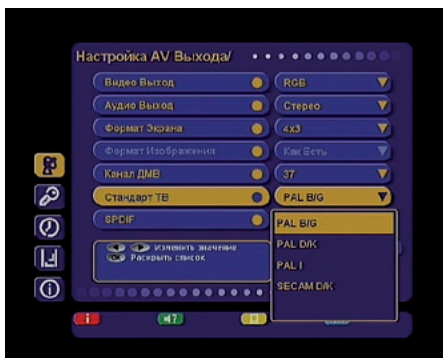 Настройка AV Выхода/
Видео Выход RGB
Аудио Выход Стерео
Формат Экрана 4x3
Формат Изображения Как Есть
Канал ДМВ 37
Стандарт ТВ PAL B/G
SPDIF
PAL B/G
PAL D/K
PAL I
SECAM D/K
Изменить значение
Раскрыть список